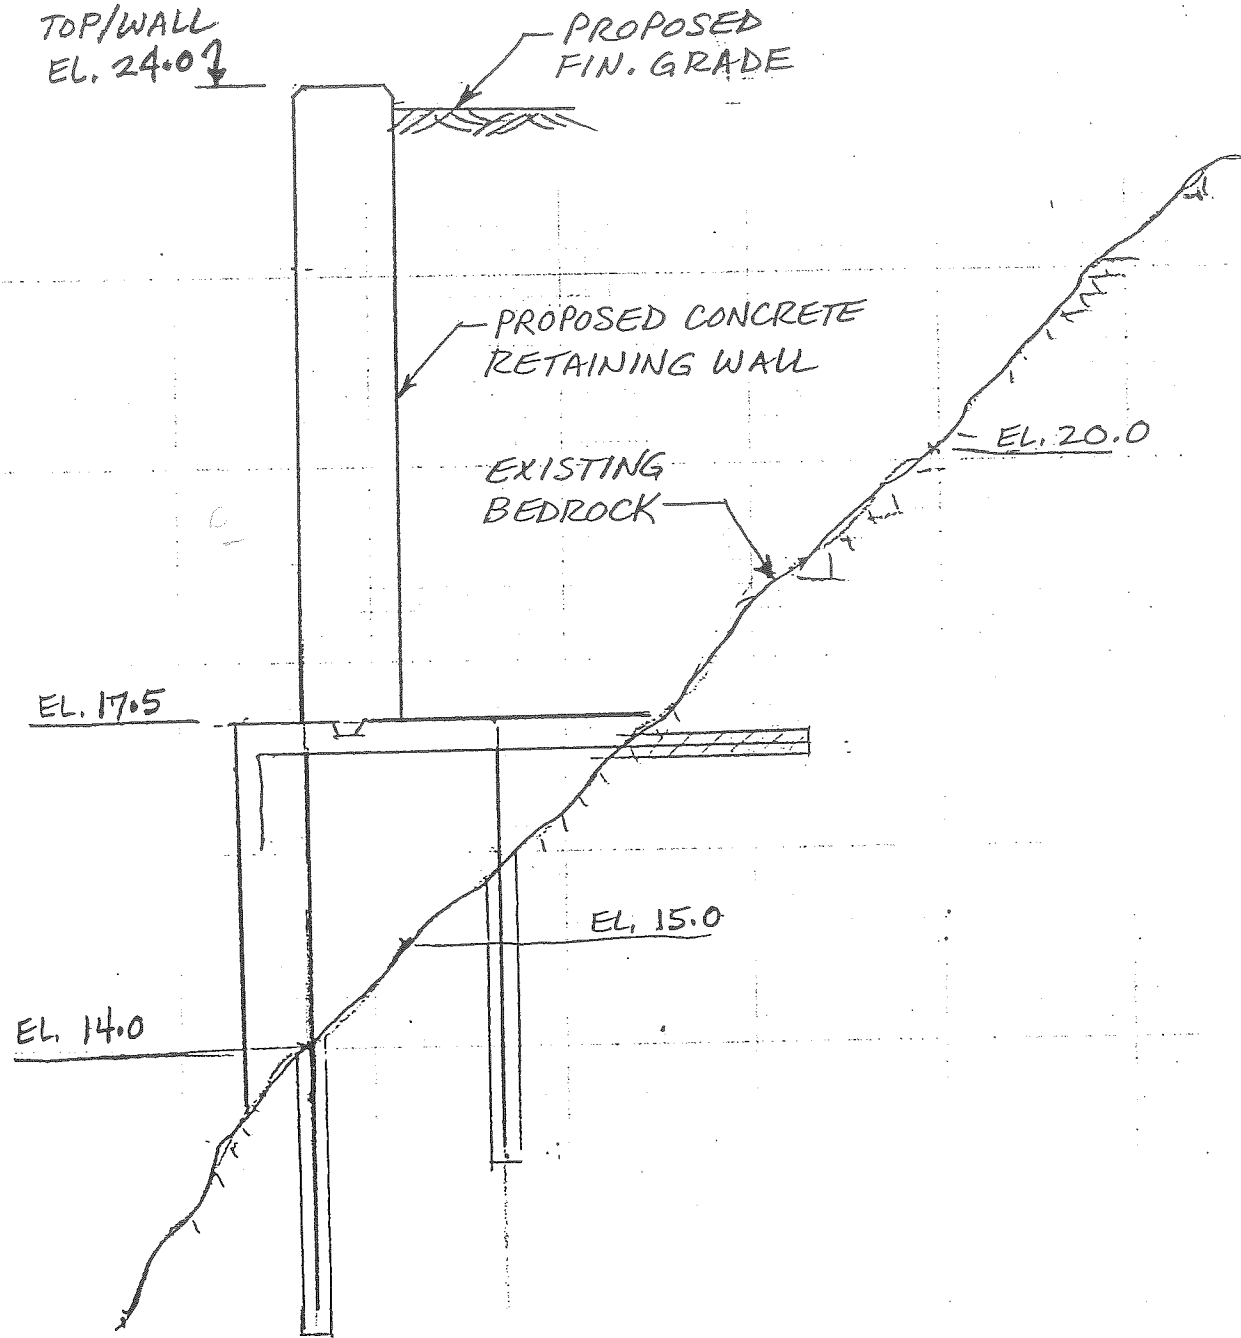 TOP/WALL
EL. 24.0
PROPOSED
FIN. GRADE
PROPOSED CONCRETE
RETAINING WALL
EL. 20.0
EXISTING
BEDROCK
EL. 17.5
EL. 15.0
EL. 14.0